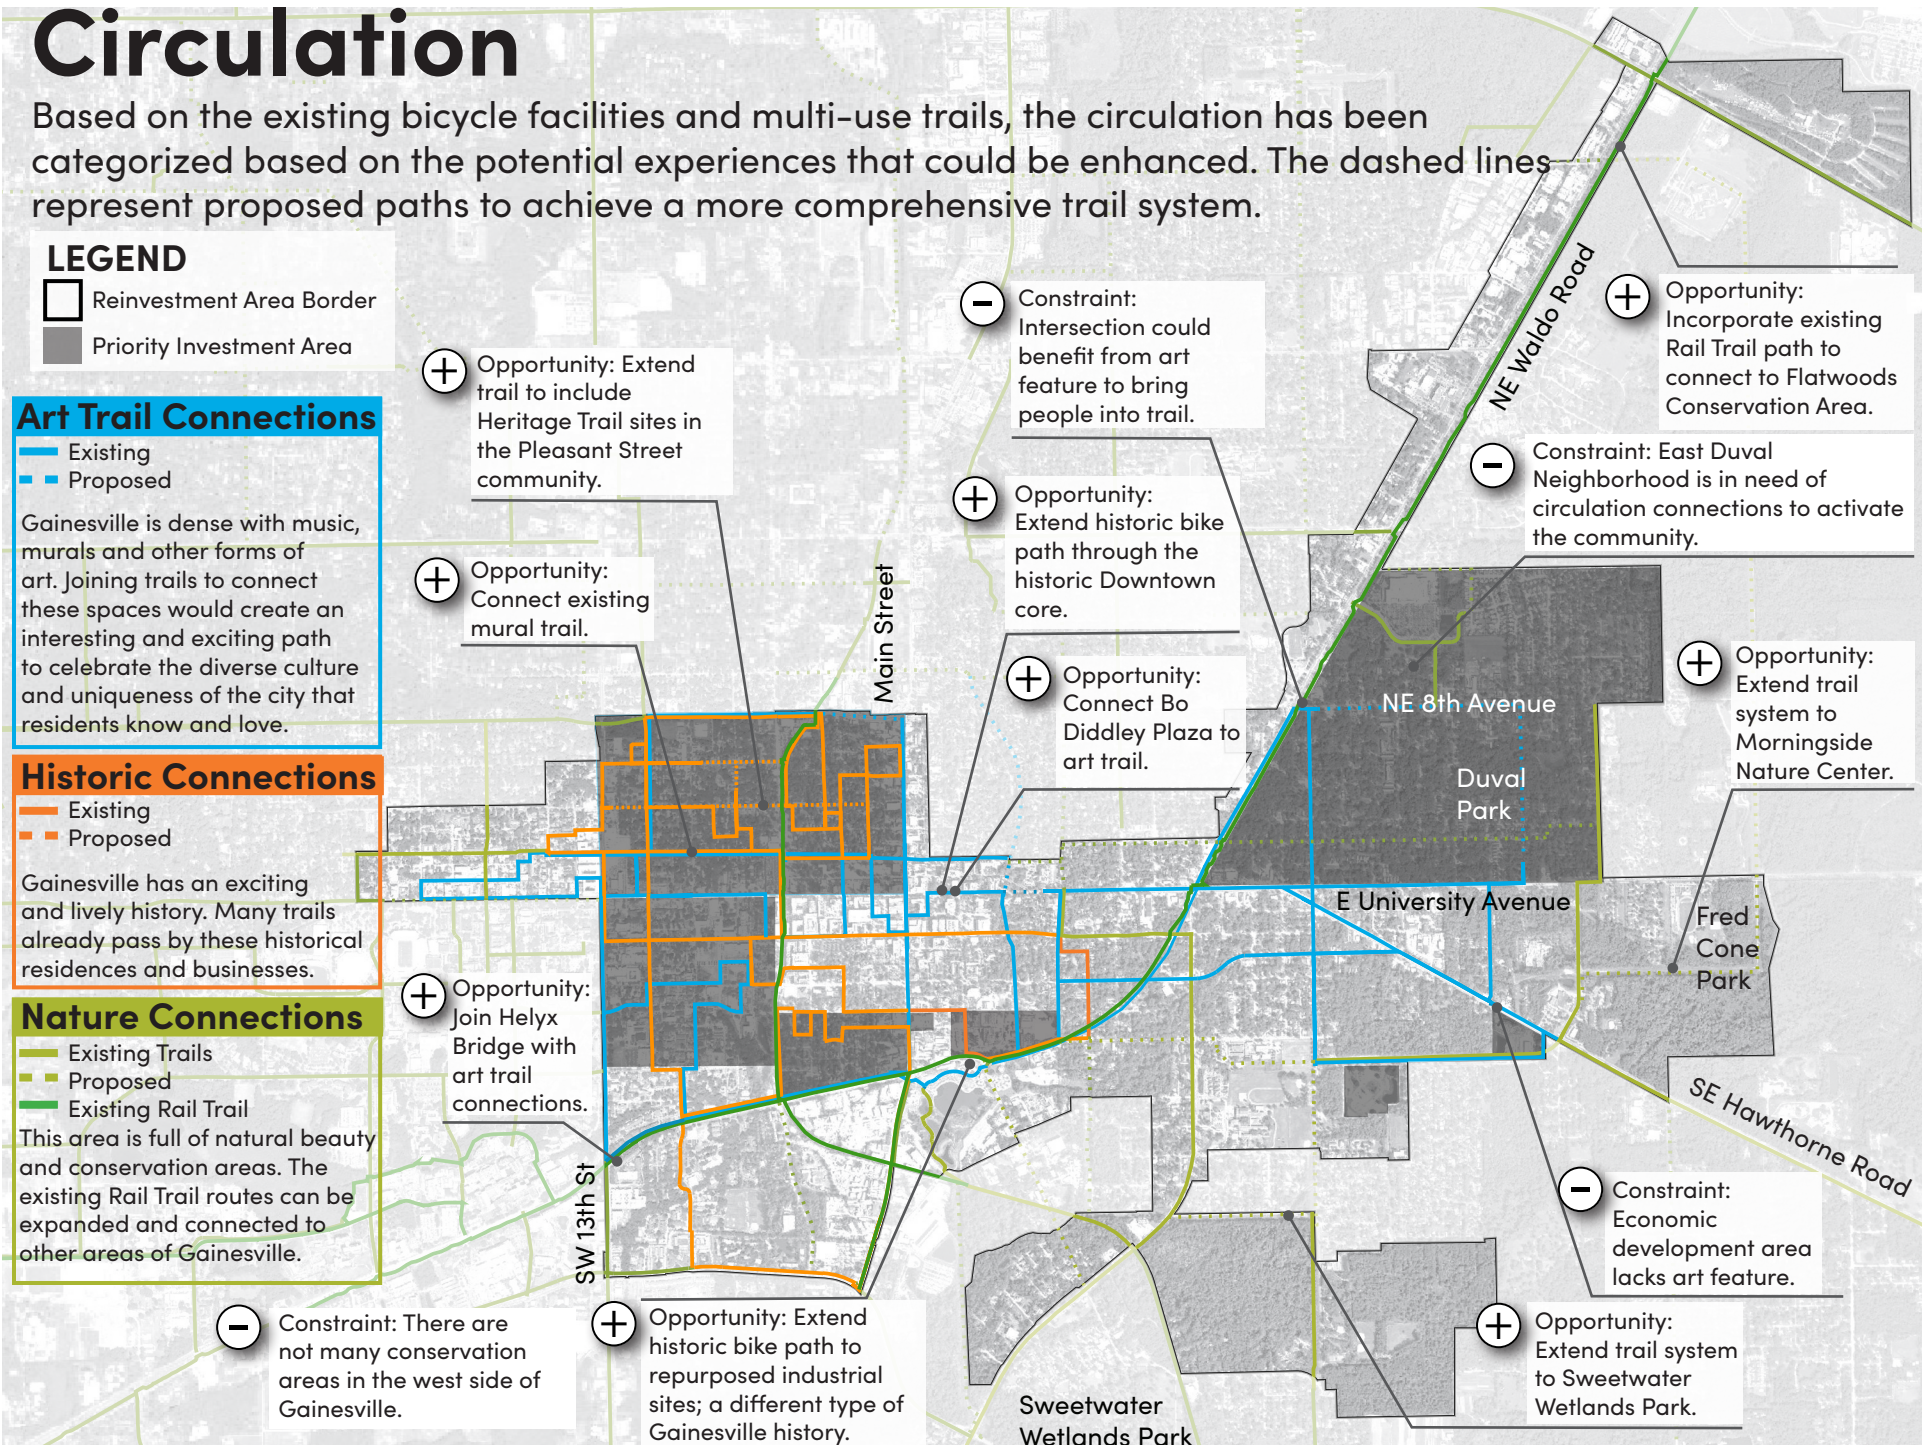 Circulation
Based on the existing bicycle facilities and multi-use trails, the circulation has been
categorized based on the potential experiences that could be enhanced. The dashed lines
represent proposed paths to achieve a more comprehensive trail system.
LEGEND
Reinvestment Area Border
Priority Investment Area
Art Trail Connections
Existing
Proposed
Gainesville is dense with music,
murals and other forms of
art. Joining trails to connect
these spaces would create an
interesting and exciting path
to celebrate the diverse culture
and uniqueness of the city that
residents know and love.
Historic Connections
Existing
Proposed
Gainesville has an exciting
and lively history. Many trails
already pass by these historical
residences and businesses.
Nature Connections
Existing Trails
Proposed
Existing Rail Trail
This area is full of natural beauty
and conservation areas. The
existing Rail Trail routes can be
expanded and connected to
other areas of Gainesville.
Opportunity: Extend
trail to include
Heritage Trail sites in
the Pleasant Street
community.
Opportunity:
Connect existing
mural trail.
Constraint:
Intersection could
benefit from art
feature to bring
people into trail.
Opportunity:
Extend historic bike
path through the
historic Downtown
core.
Opportunity:
Connect Bo
Diddley Plaza to
art trail.
Opportunity:
Incorporate existing
Rail Trail path to
connect to Flatwoods
Conservation Area.
Constraint: East Duval
Neighborhood is in need of
circulation connections to activate
the community.
Opportunity:
Extend trail
system to
Morningside
Nature Center.
Main Street
NE Waldo Road
NE 8th Avenue
Duval
Park
E University Avenue
Fred
Cone
Park
SE Hawthorne Road
SW 13th St
Opportunity:
Join Helyx
Bridge with
art trail
connections.
Constraint: There are
not many conservation
areas in the west side of
Gainesville.
Opportunity: Extend
historic bike path to
repurposed industrial
sites; a different type of
Gainesville history.
Sweetwater
Wetlands Park
Constraint:
Economic
development area
lacks art feature.
Opportunity:
Extend trail system
to Sweetwater
Wetlands Park.